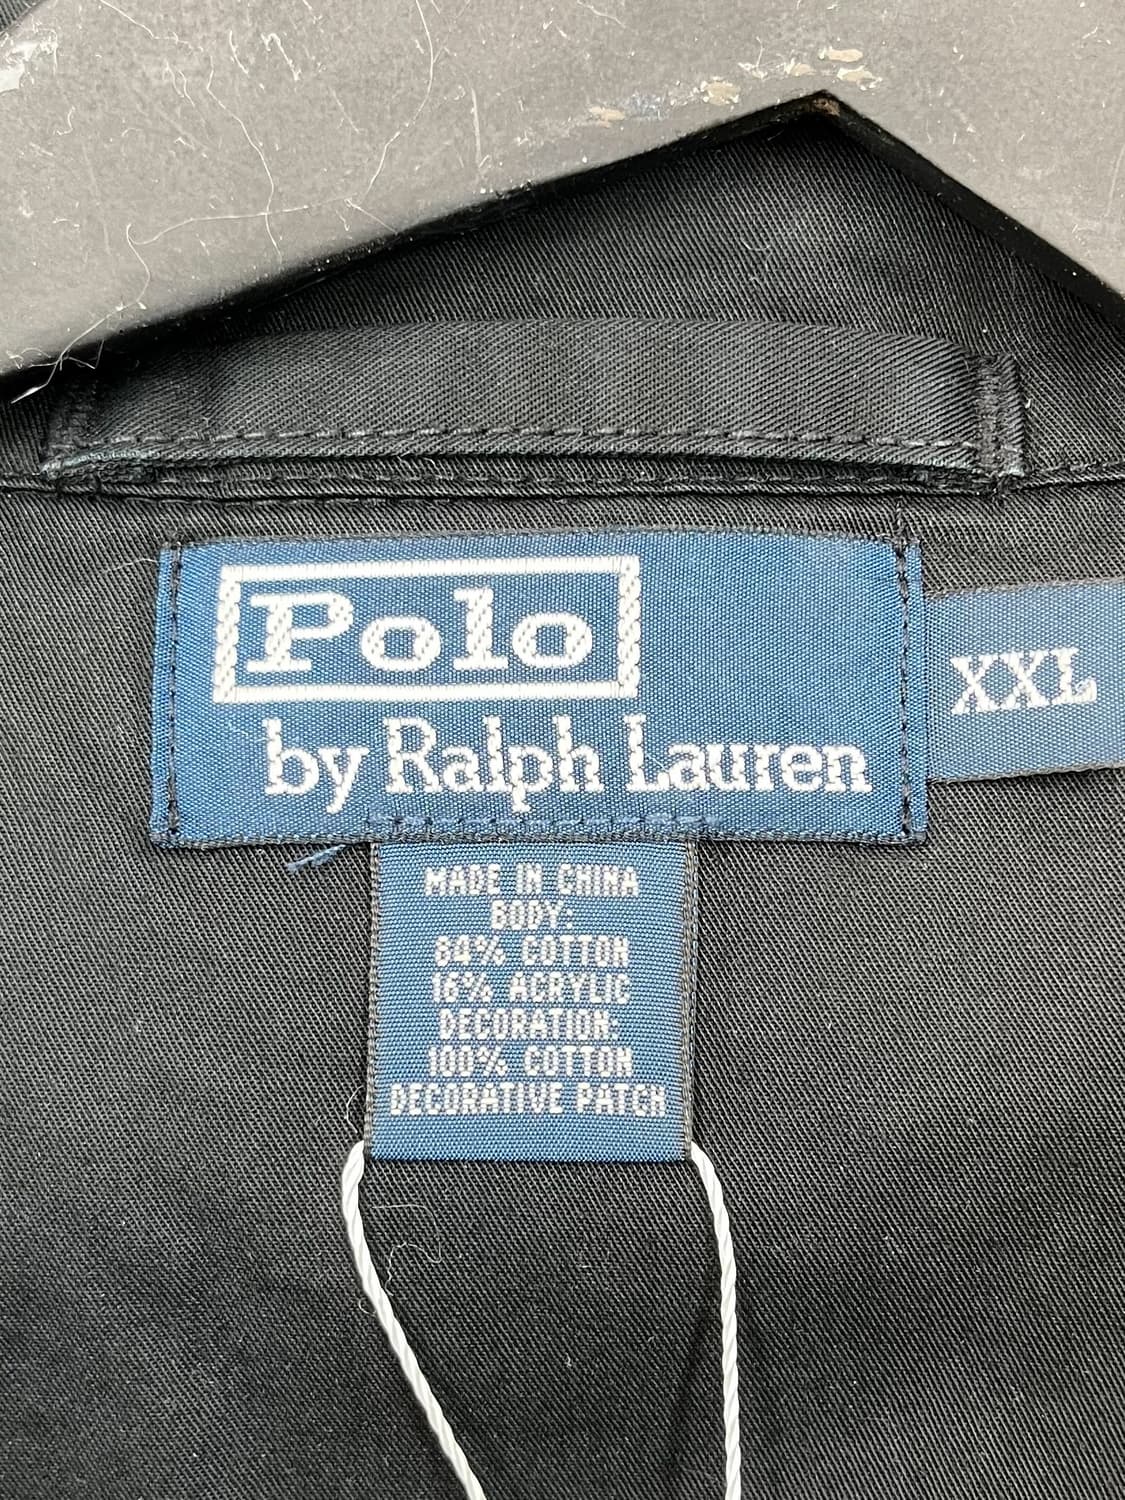 Polo
by Ralph Lauren
XXL
MADE IN CHINA
BODY:
84% COTTON
16% ACRYLIC
DECORATION:
100% COTTON
DECORATIVE PATCH